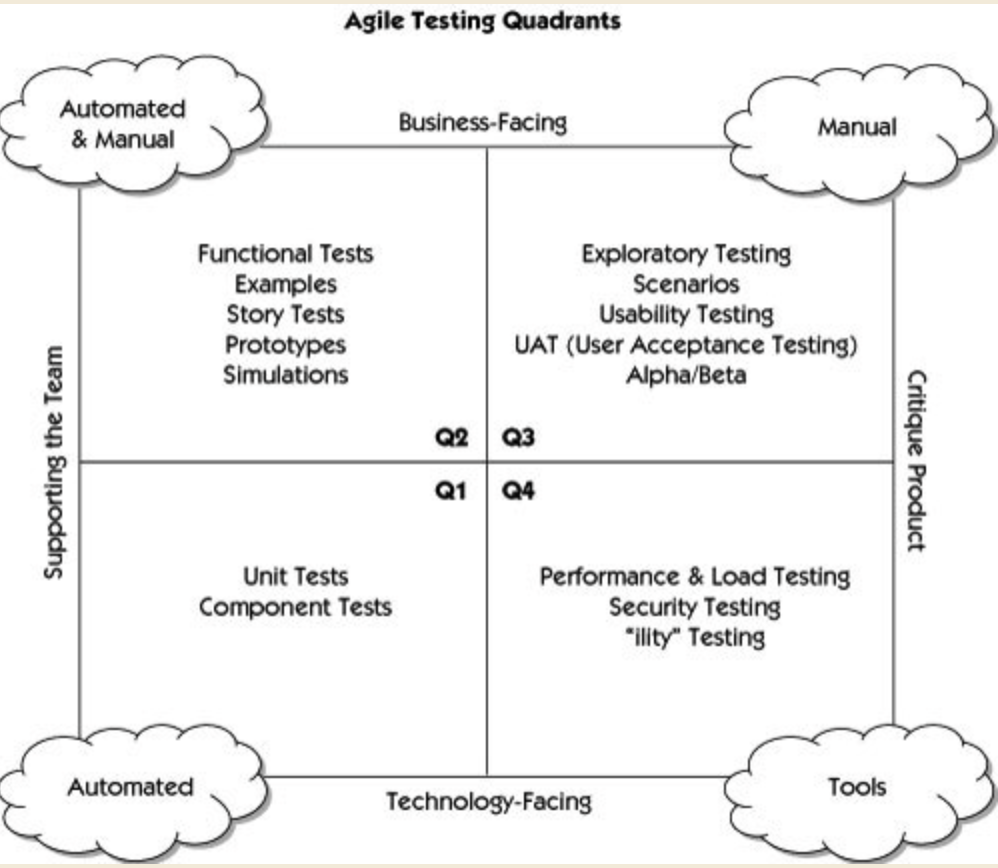 Agile Testing Quadrants
Automated
& Manual
Business-Facing
Manual
Functional Tests
Examples
Story Tests
Prototypes
Simulations
Exploratory Testing
Scenarios
Usability Testing
UAT (User Acceptance Testing)
Alpha/Beta
Supporting the Team
Critique Product
Q2
Q3
Q1
Q4
Unit Tests
Component Tests
Performance & Load Testing
Security Testing
"ility" Testing
Automated
Technology-Facing
Tools